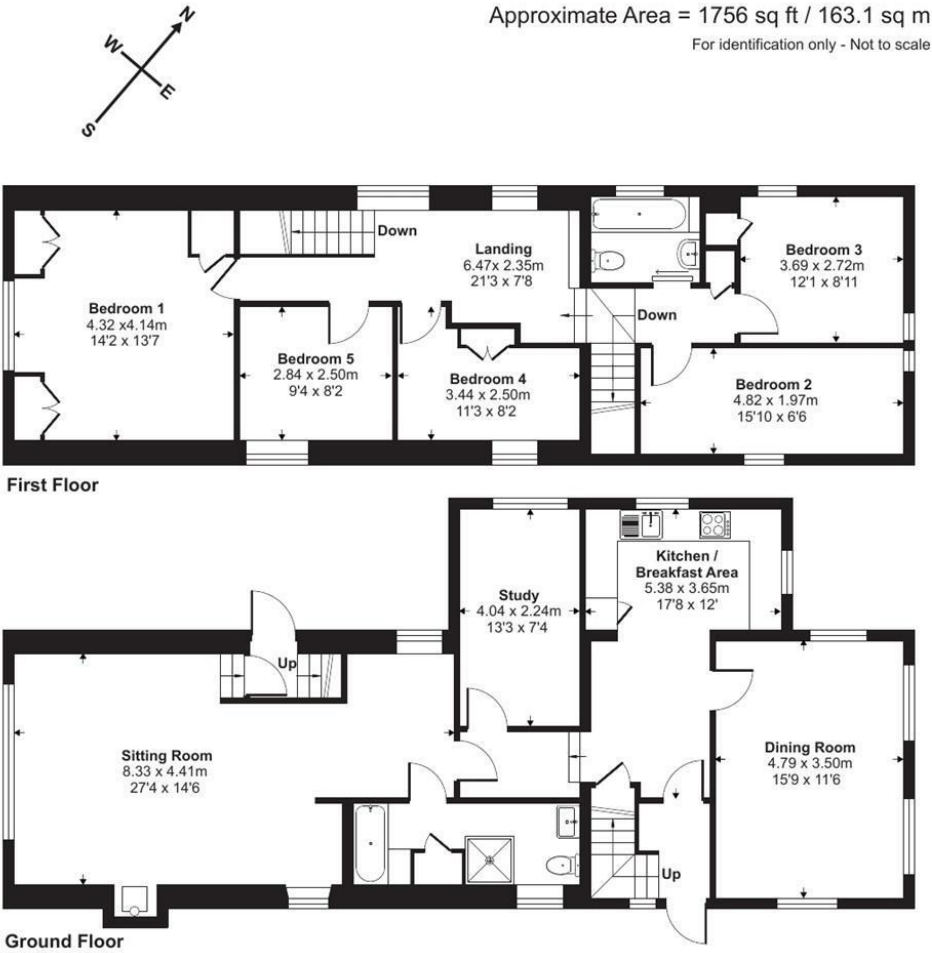 Approximate Area = 1756 sq ft / 163.1 sq m
For identification only - Not to scale
N
W
E
S
Down
Landing
6.47x 2.35m
21'3 x 7'8
Bedroom 3
3.69 x 2.72m
12'1 x 8'11
Bedroom 1
4.32 x4.14m
14'2 x 13'7
Down
Bedroom 5
2.84 x 2.50m
9'4 x 8'2
Bedroom 4
3.44 x 2.50m
11'3 x 8'2
Bedroom 2
4.82 x 1.97m
15'10 x 6'6
First Floor
Kitchen /
Breakfast Area
5.38 x 3.65m
17'8 x 12'
Study
4.04 x 2.24m
13'3 x 7'4
Up
Sitting Room
8.33 x 4.41m
27'4 x 14'6
Dining Room
4.79 x 3.50m
15'9 x 11'6
Up
Ground Floor